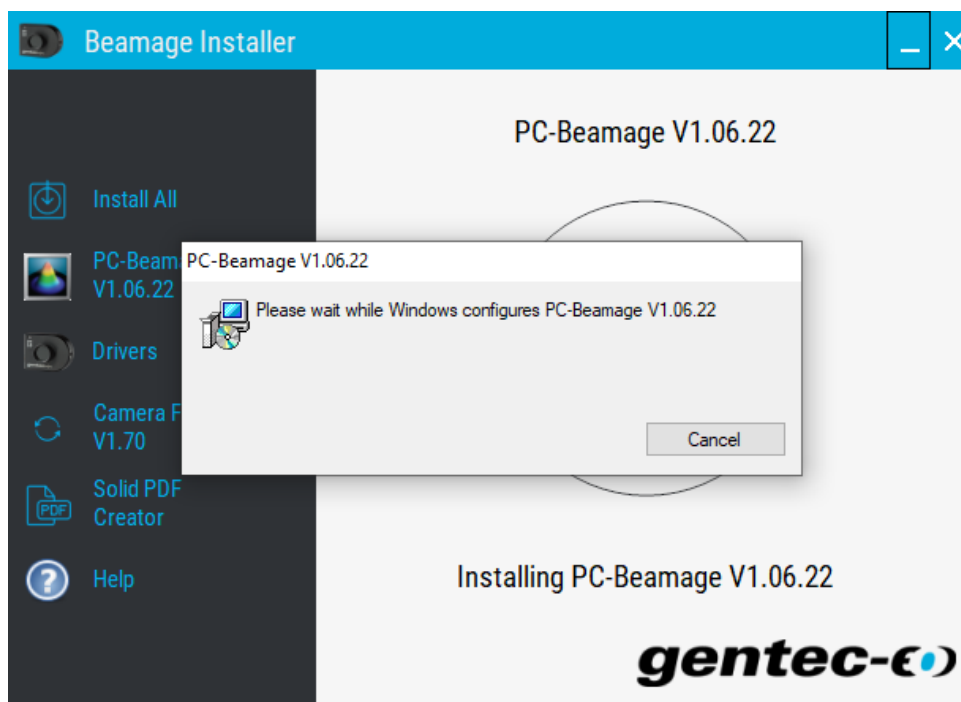 Beamage Installer
PC-Beamage V1.06.22
Install All
PC-Beam
V1.06.22
PC-Beamage V1.06.22
Please wait while Windows configures PC-Beamage V1.06.22
Cancel
Drivers
Camera F
V1.70
Solid PDF
Creator
PDF
Help
Installing PC-Beamage V1.06.22
gentec-eo